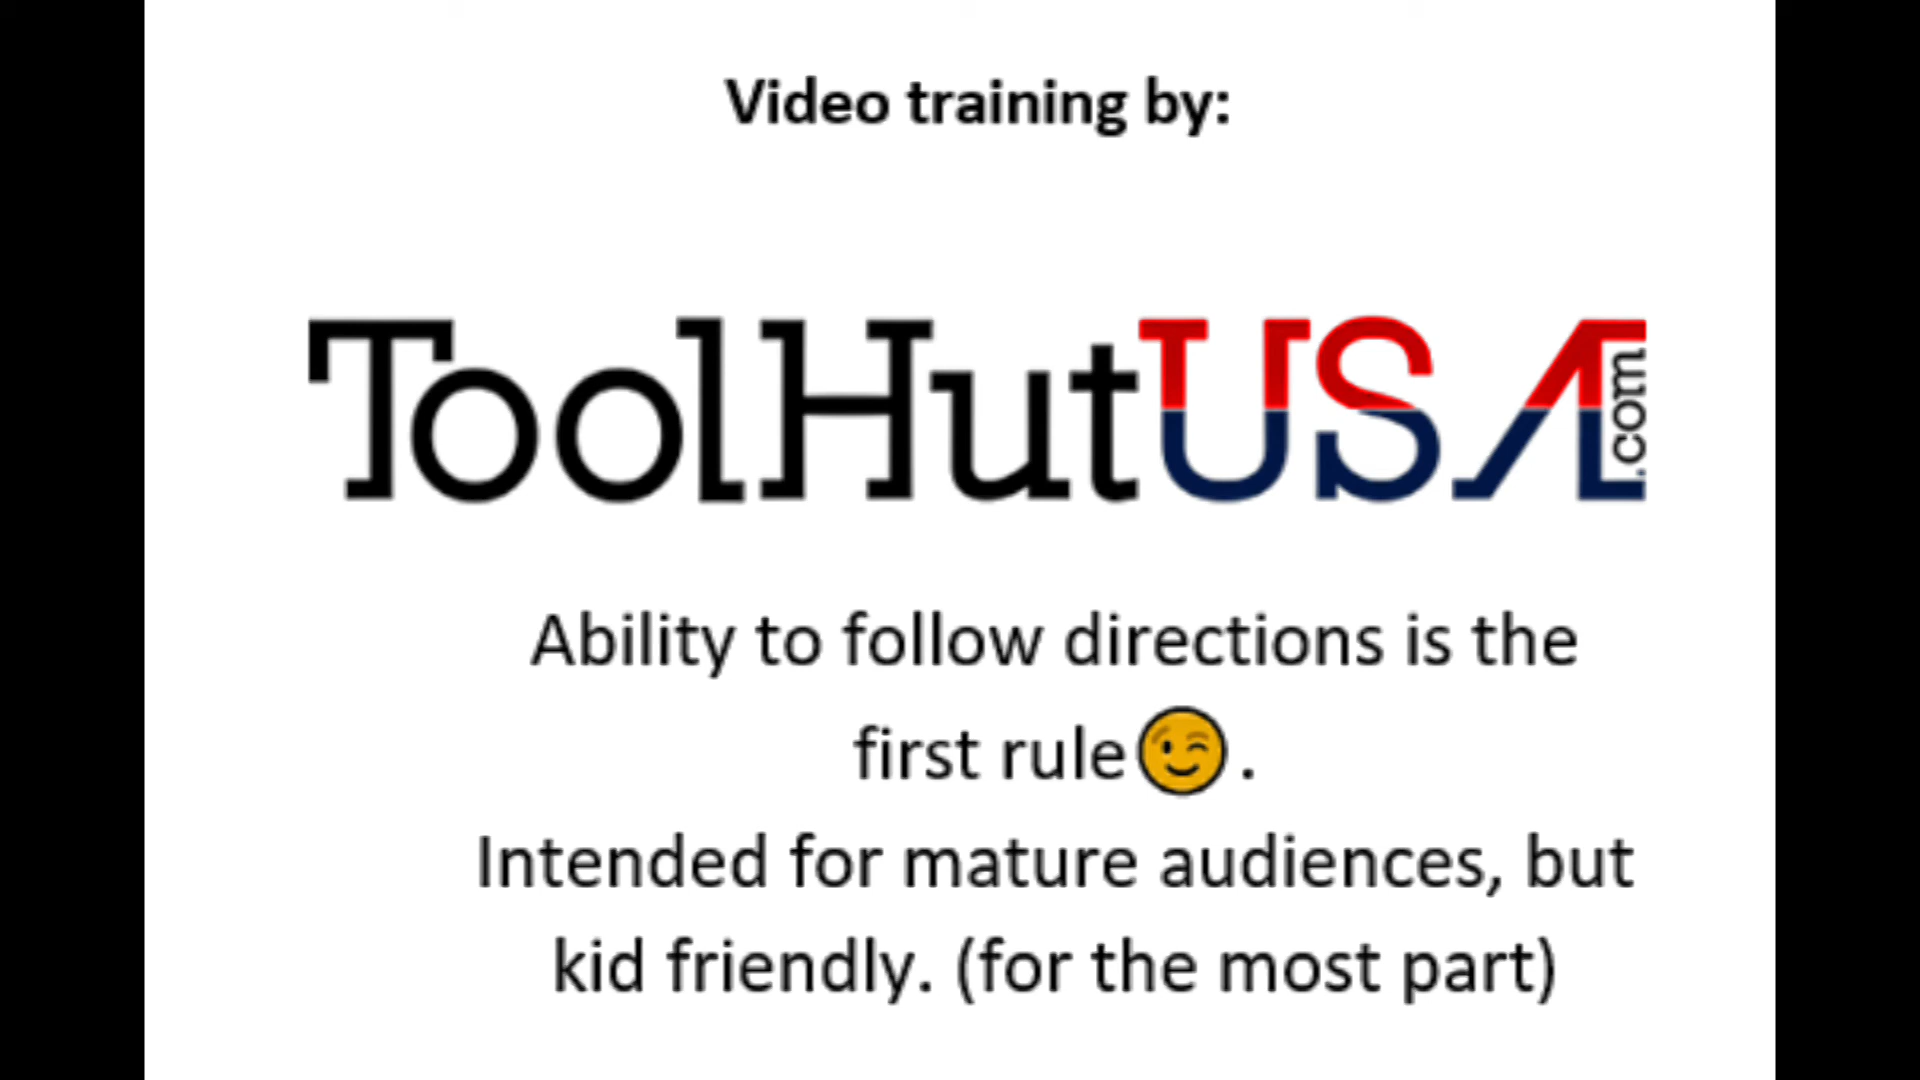 Video training by:
ToolHutUSA.com
Ability to follow directions is the
first rule😉.
Intended for mature audiences, but
kid friendly. (for the most part)